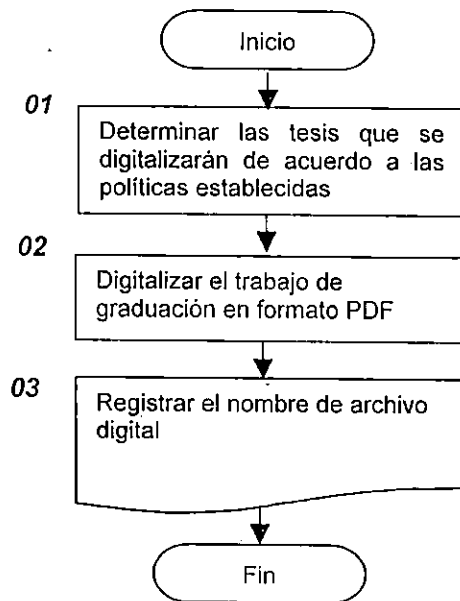 Inicio
01
Determinar las tesis que se
digitalizarán de acuerdo a las
políticas establecidas
02
Digitalizar el trabajo de
graduación en formato PDF
03
Registrar el nombre de archivo
digital
Fin